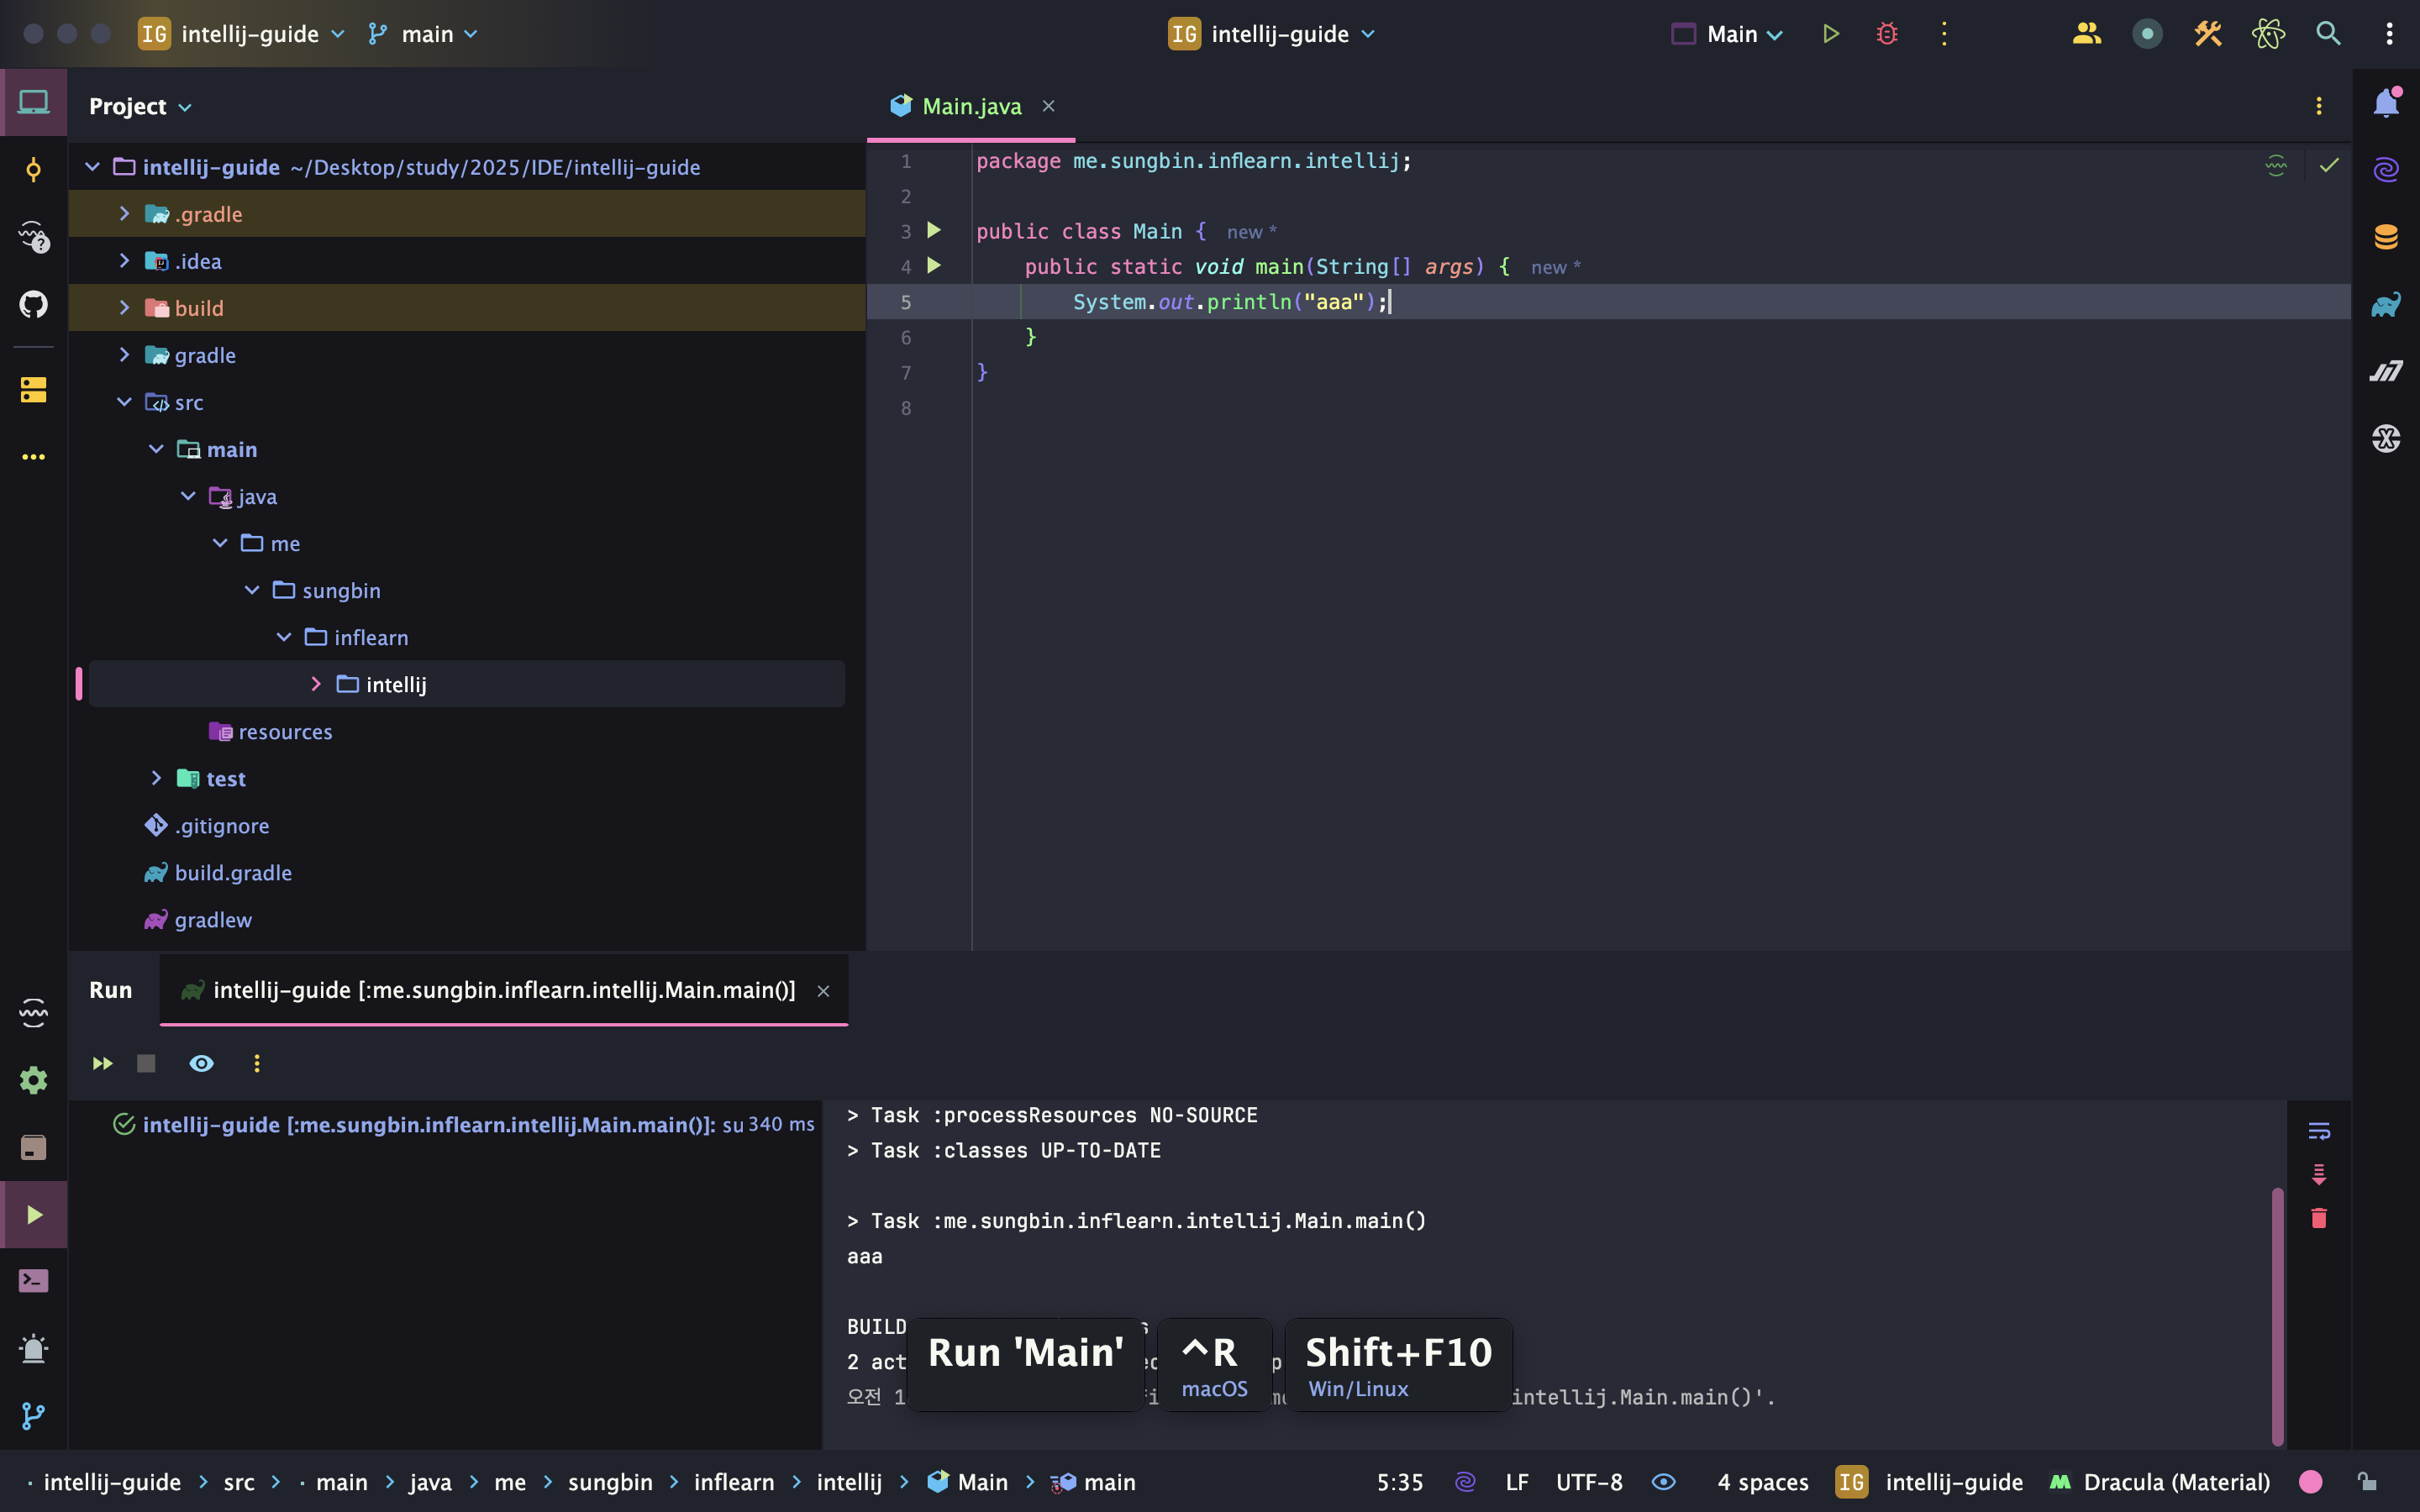 IG intellij-guide main
IG intellij-guide
Main
Project
Main.java
intellij-guide ~/Desktop/study/2025/IDE/intellij-guide
.gradle
.idea
build
gradle
src
main
java
me
sungbin
inflearn
intellij
resources
test
.gitignore
build.gradle
gradlew
1 package me.sungbin.inflearn.intellij;
2
3 public class Main { new *
4 public static void main(String[] args) { new *
5 System.out.println("aaa");
6 }
7 }
8
Run intellij-guide [:me.sungbin.inflearn.intellij.Main.main()]
intellij-guide [:me.sungbin.inflearn.intellij.Main.main()]: su 340 ms
> Task :processResources NO-SOURCE
> Task :classes UP-TO-DATE
> Task :me.sungbin.inflearn.intellij.Main.main()
aaa
BUILD
2 act
오전 1
intellij.Main.main()'.
Run 'Main'
^R
macOS
Shift+F10
Win/Linux
intellij-guide > src > main > java > me > sungbin > inflearn > intellij > Main > main
5:35 LF UTF-8 4 spaces IG intellij-guide Dracula (Material)